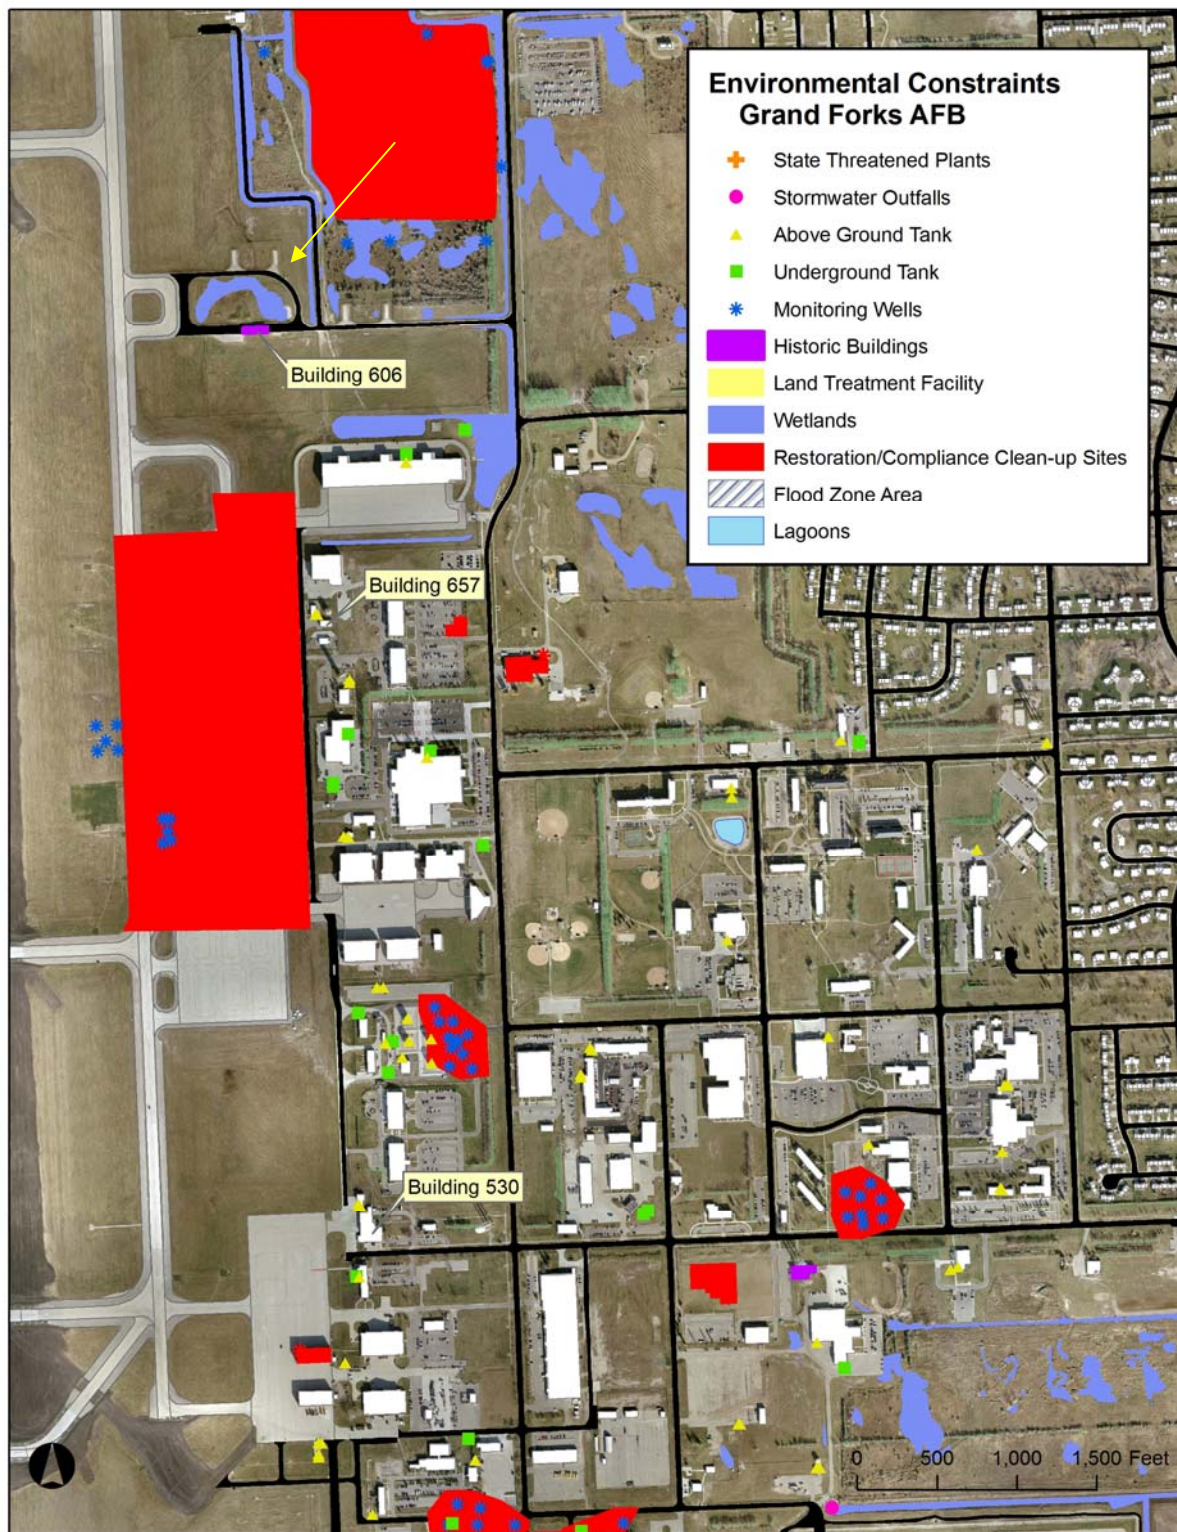 Environmental Constraints
Grand Forks AFB
State Threatened Plants
Stormwater Outfalls
Above Ground Tank
Underground Tank
Monitoring Wells
Historic Buildings
Land Treatment Facility
Wetlands
Restoration/Compliance Clean-up Sites
Flood Zone Area
Lagoons
Building 606
Building 657
Building 530
0 500 1,000 1,500 Feet